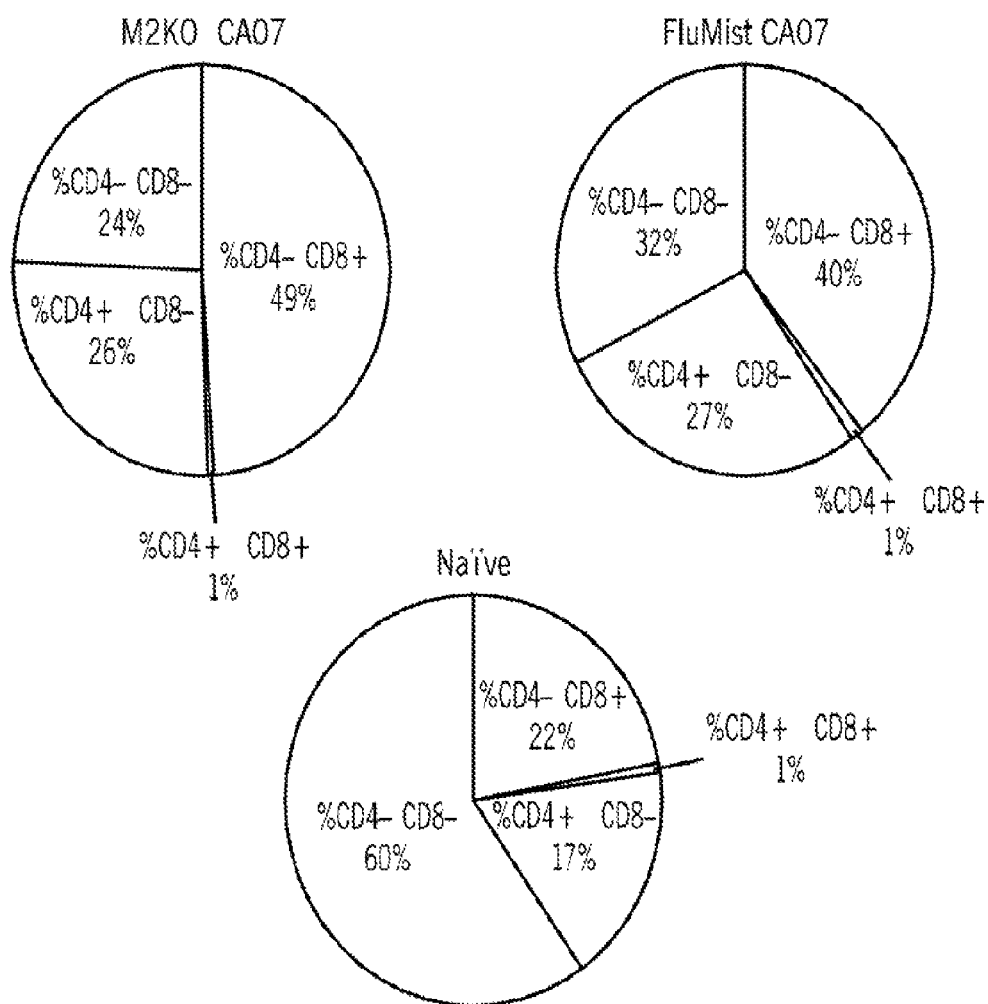 M2KO CA07
%CD4– CD8-
24%
%CD4– CD8+
49%
%CD4+ CD8-
26%
%CD4+ CD8+
1%
FluMist CA07
%CD4– CD8-
32%
%CD4– CD8+
40%
%CD4+ CD8-
27%
%CD4+ CD8+
1%
Naïve
%CD4– CD8+
22%
%CD4+ CD8+
1%
%CD4– CD8-
60%
%CD4+ CD8-
17%